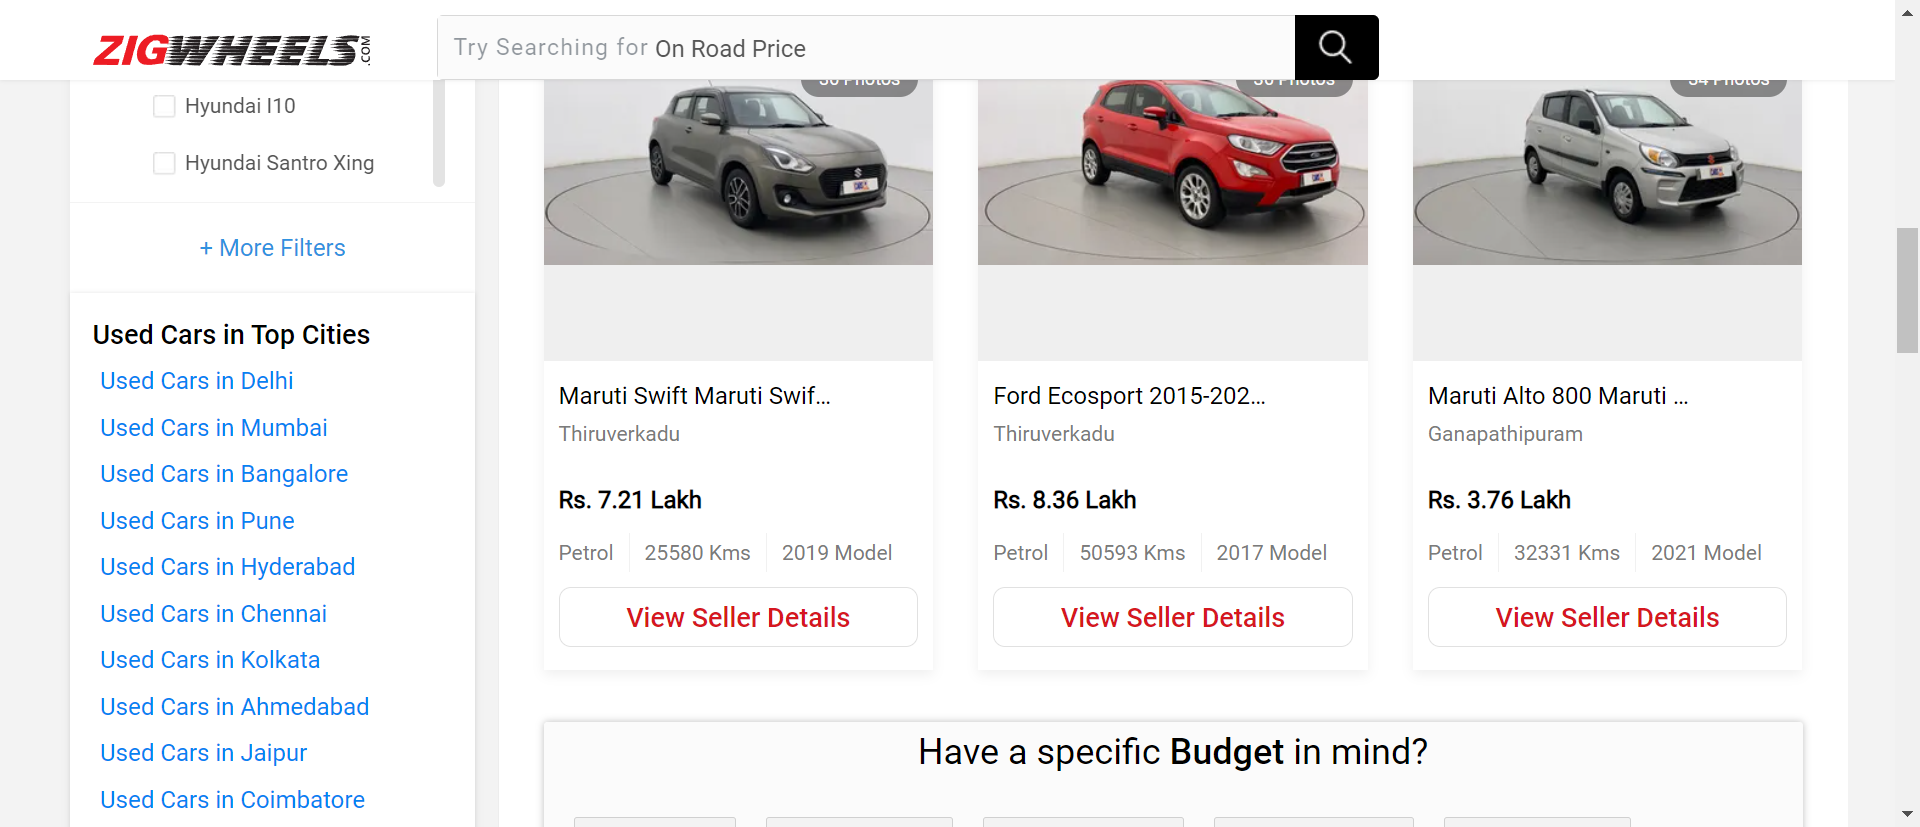 ZIGWHEELS.COM
Try Searching for On Road Price
Hyundai I10
Hyundai Santro Xing
+ More Filters
Used Cars in Top Cities
Used Cars in Delhi
Used Cars in Mumbai
Used Cars in Bangalore
Used Cars in Pune
Used Cars in Hyderabad
Used Cars in Chennai
Used Cars in Kolkata
Used Cars in Ahmedabad
Used Cars in Jaipur
Used Cars in Coimbatore
Photos
Maruti Swift Maruti Swif...
Thiruverkadu
Rs. 7.21 Lakh
Petrol
25580 Kms
2019 Model
View Seller Details
Photos
Ford Ecosport 2015-202...
Thiruverkadu
Rs. 8.36 Lakh
Petrol
50593 Kms
2017 Model
View Seller Details
Photos
Maruti Alto 800 Maruti ...
Ganapathipuram
Rs. 3.76 Lakh
Petrol
32331 Kms
2021 Model
View Seller Details
Have a specific Budget in mind?